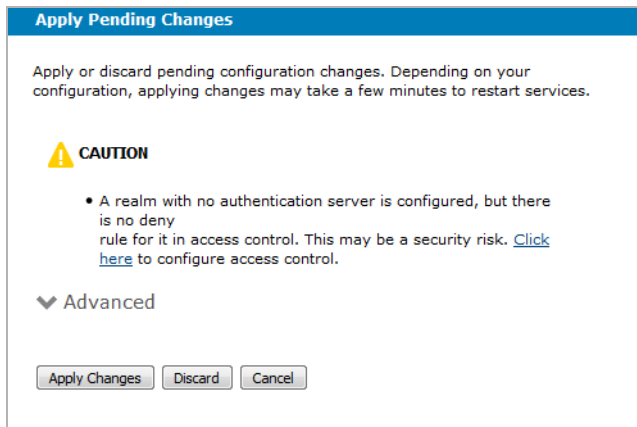 Apply Pending Changes
Apply or discard pending configuration changes. Depending on your
configuration, applying changes may take a few minutes to restart services.
CAUTION
• A realm with no authentication server is configured, but there
is no deny
rule for it in access control. This may be a security risk. Click
here to configure access control.
Advanced
Apply Changes Discard Cancel